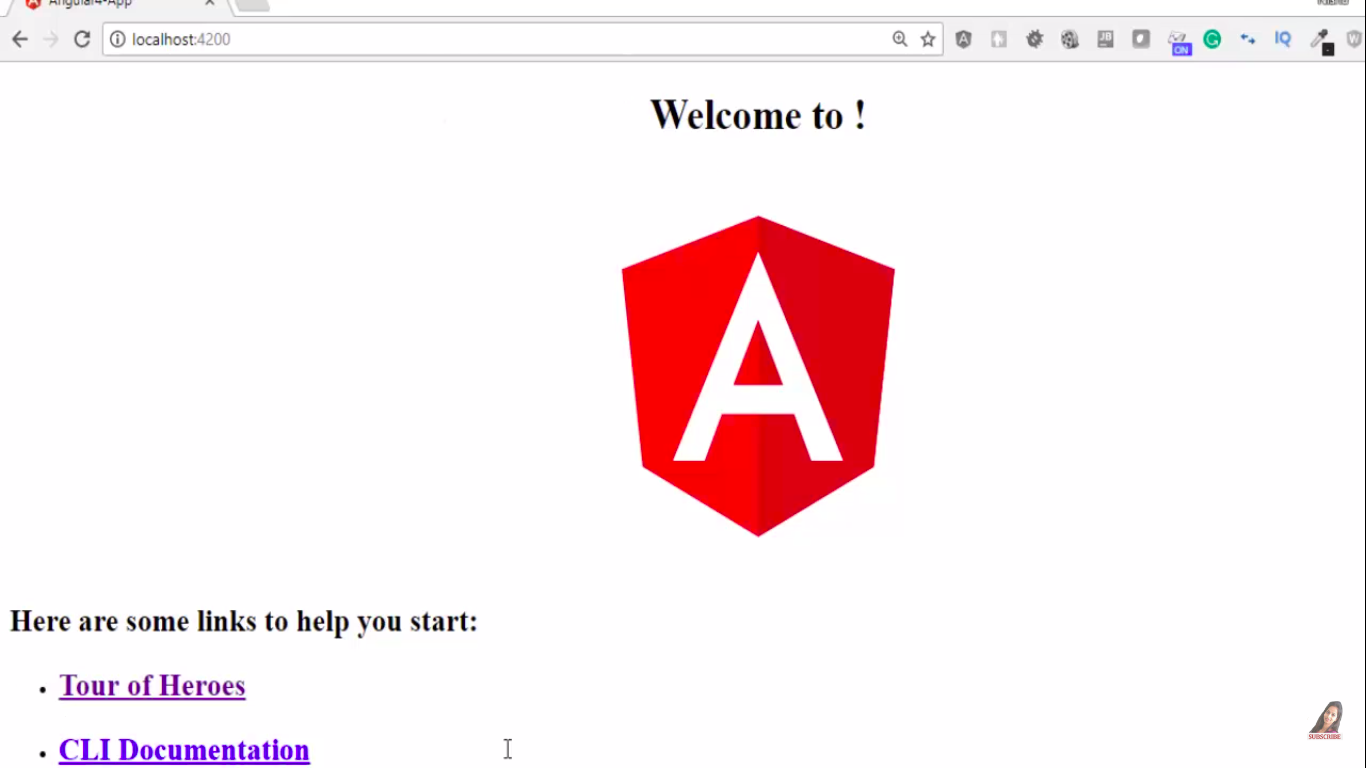 Angular4-App
localhost:4200
JB
ON
IQ
Welcome to !
A
Here are some links to help you start:
Tour of Heroes
CLI Documentation
SUBSCRIBE